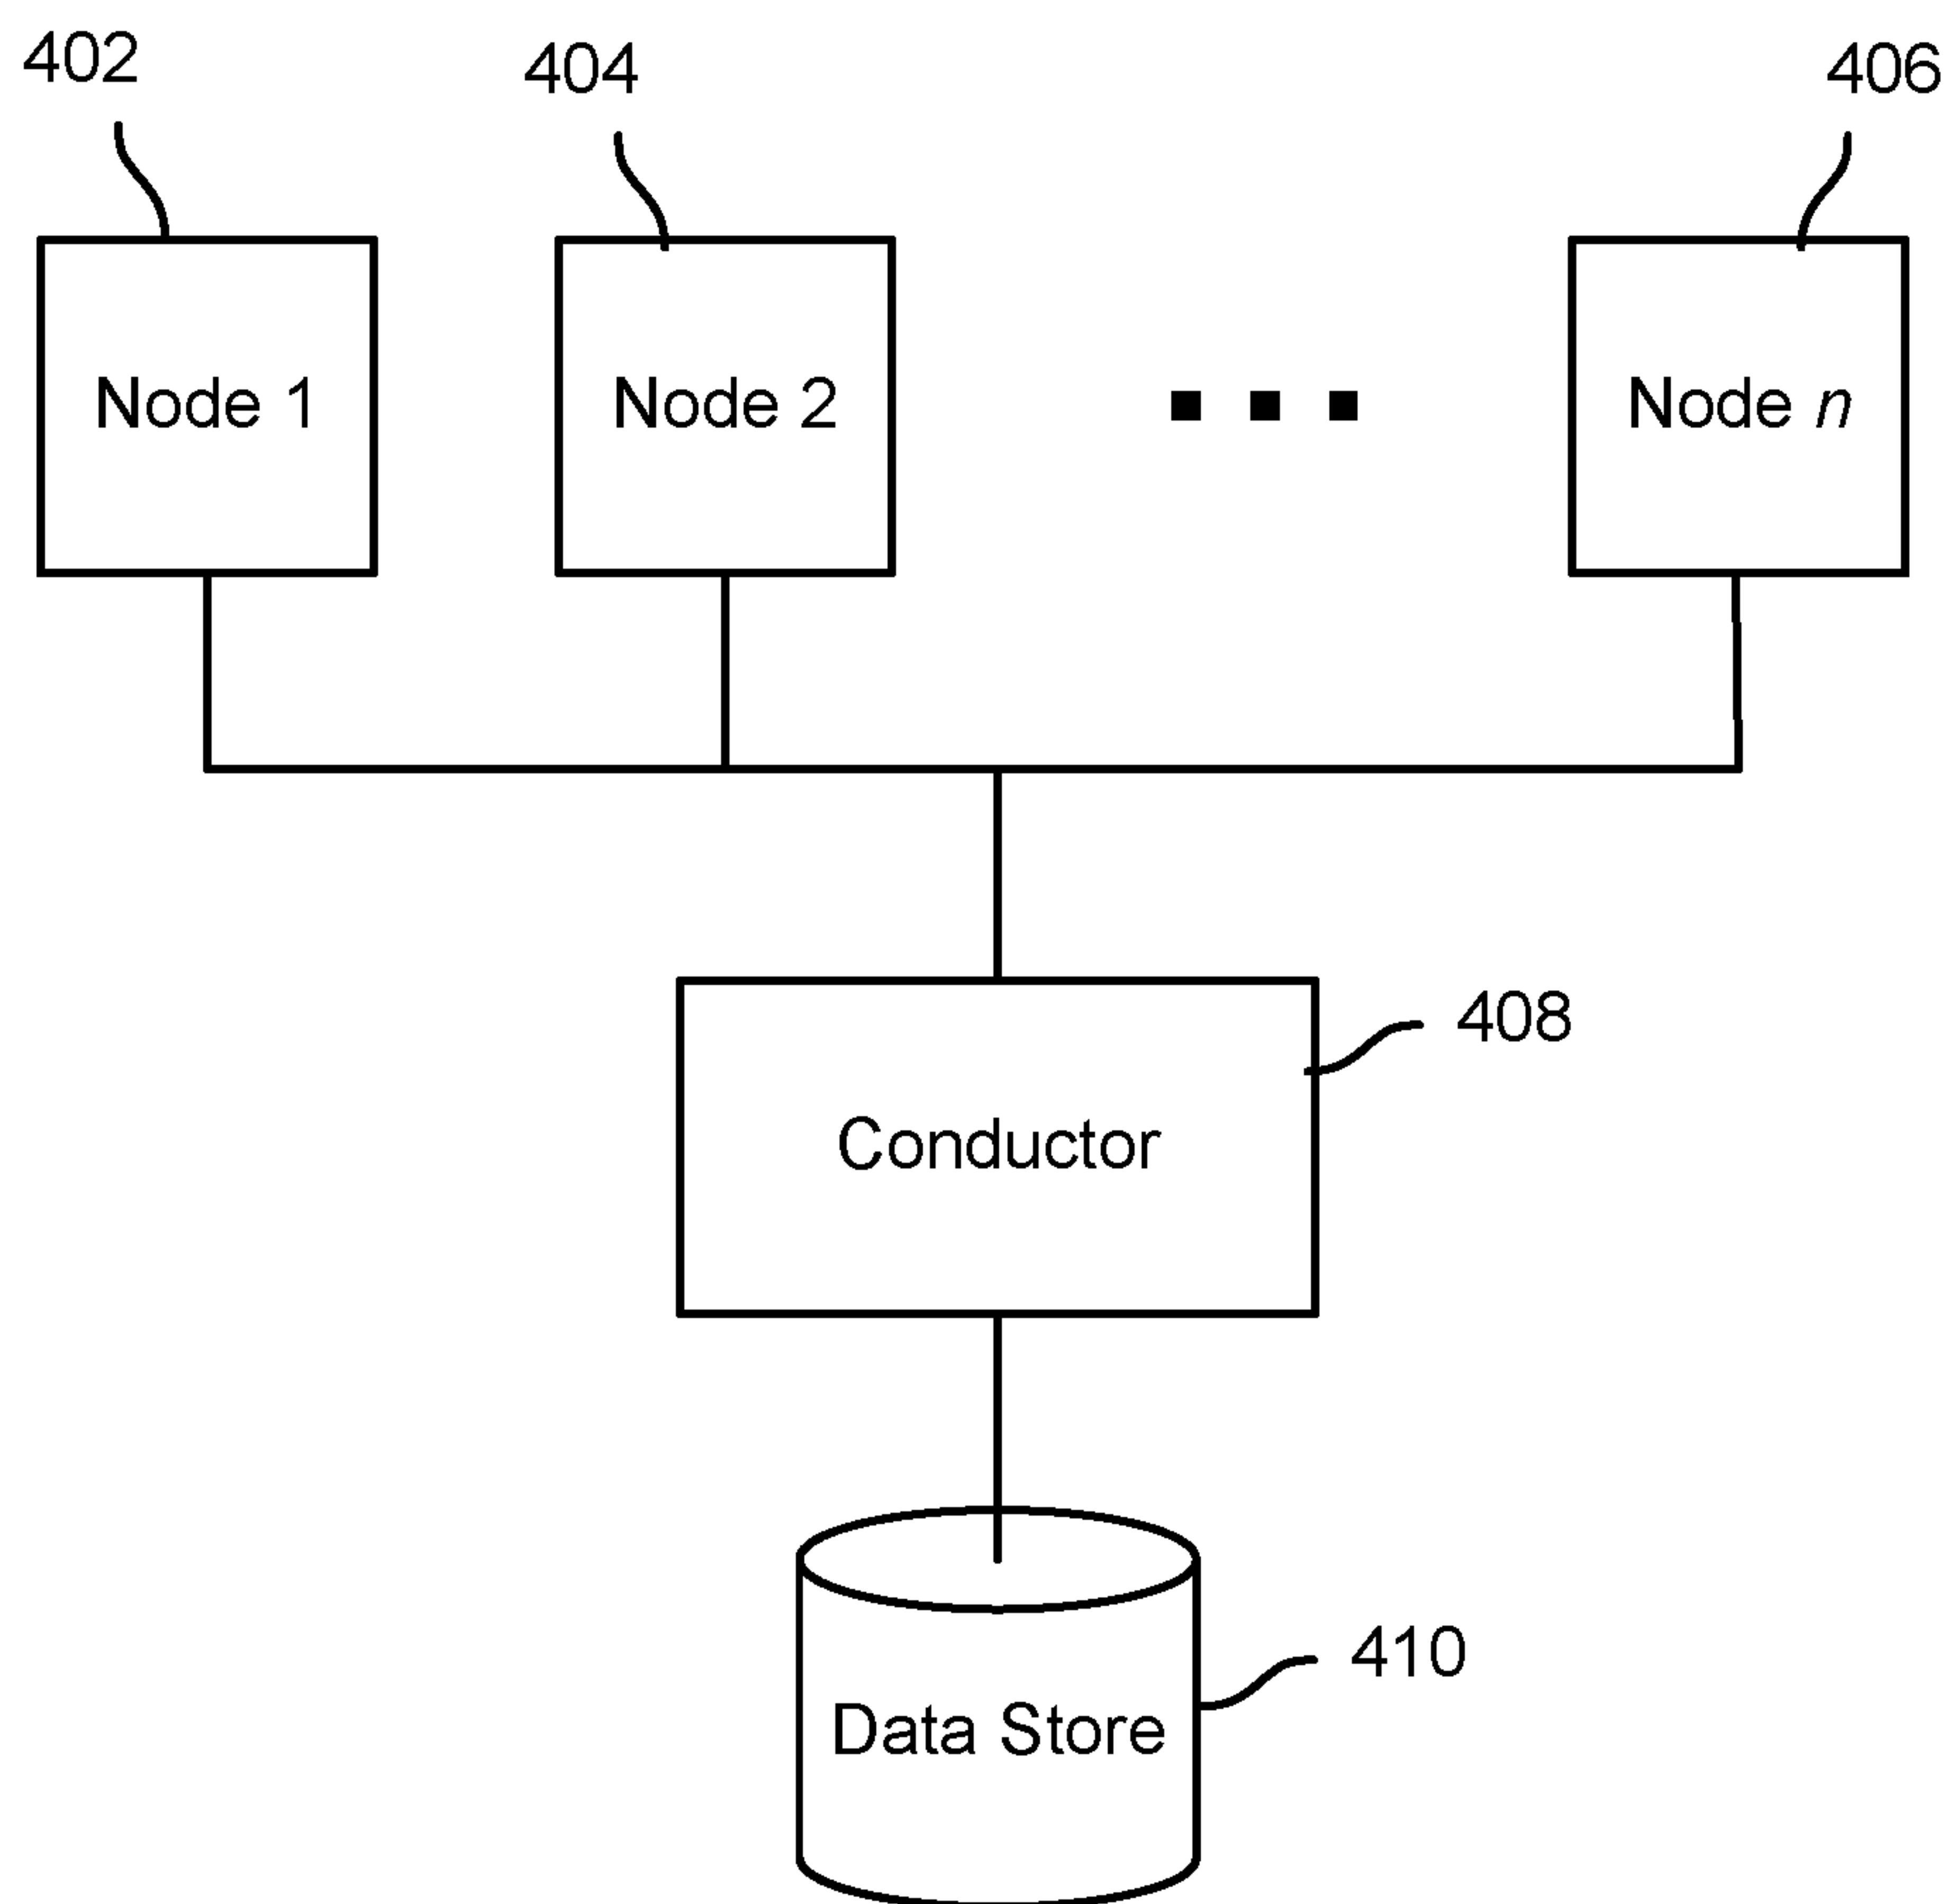 402
404
406
Node 1
Node 2
Node n
408
Conductor
410
Data Store